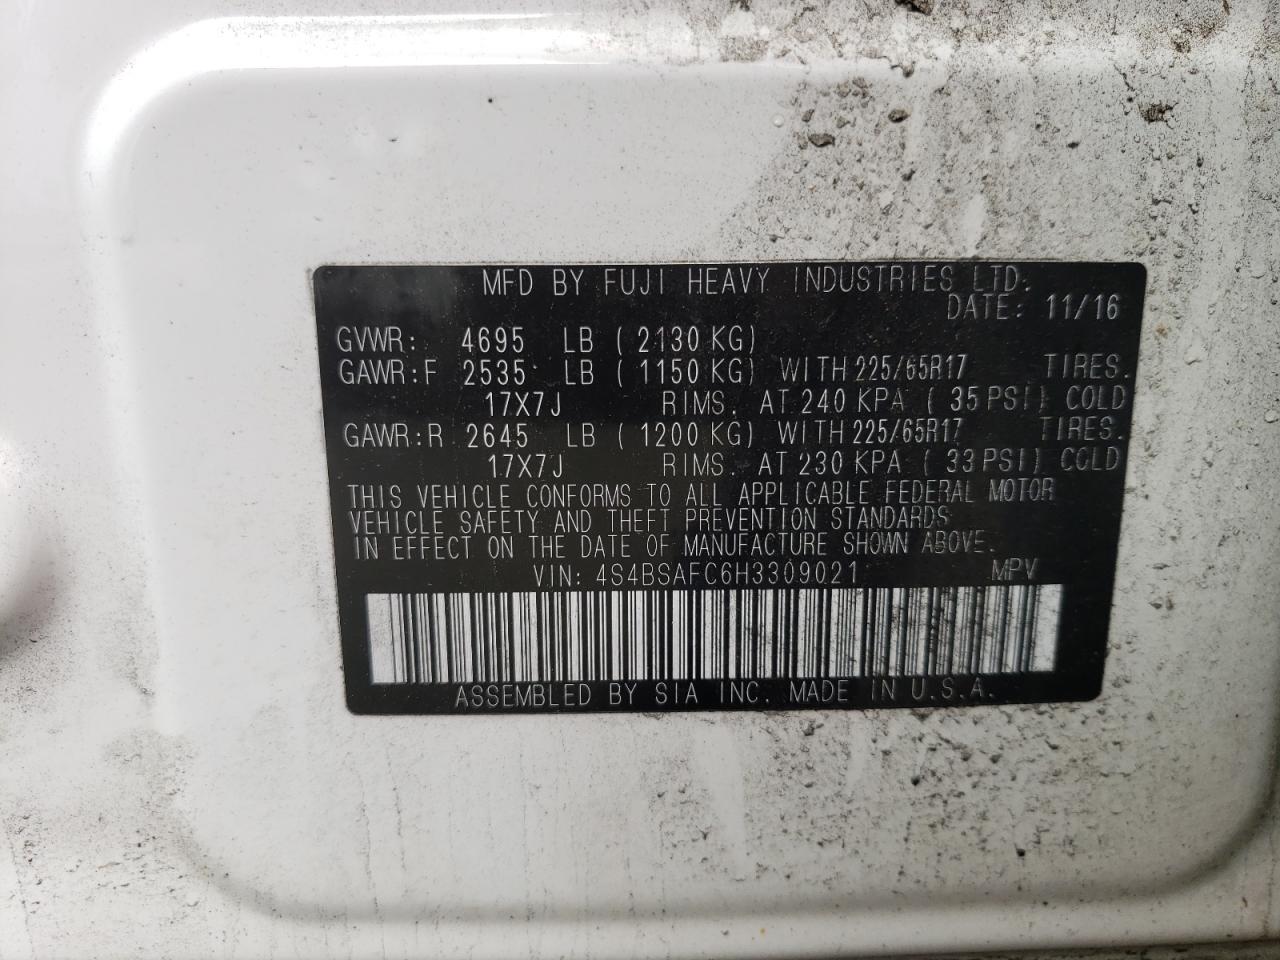 MFD BY FUJI HEAVY INDUSTRIES LTD.
DATE: 11/16
GVWR: 4695 LB ( 2130 KG)
GAWR:F 2535 LB ( 1150 KG) WITH 225/65R17 TIRES.
17X7J RIMS. AT 240 KPA ( 35 PSI) COLD
GAWR:R 2645 LB ( 1200 KG) WITH 225/65R17 TIRES.
17X7J RIMS. AT 230 KPA ( 33 PSI) COLD
THIS VEHICLE CONFORMS TO ALL APPLICABLE FEDERAL MOTOR
VEHICLE SAFETY AND THEFT PREVENTION STANDARDS
IN EFFECT ON THE DATE OF MANUFACTURE SHOWN ABOVE.
VIN: 4S4BSAFC6H3309021 MPV
ASSEMBLED BY SIA INC. MADE IN U.S.A.